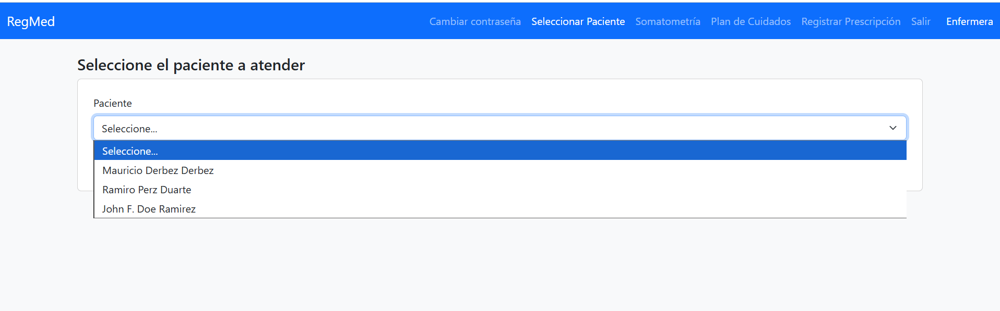 RegMed Cambiar contraseña Seleccionar Paciente Somatometría Plan de Cuidados Registrar Prescripción Salir Enfermera
Seleccione el paciente a atender
Paciente
Seleccione...
Seleccione...
Mauricio Derbez Derbez
Ramiro Perz Duarte
John F. Doe Ramirez